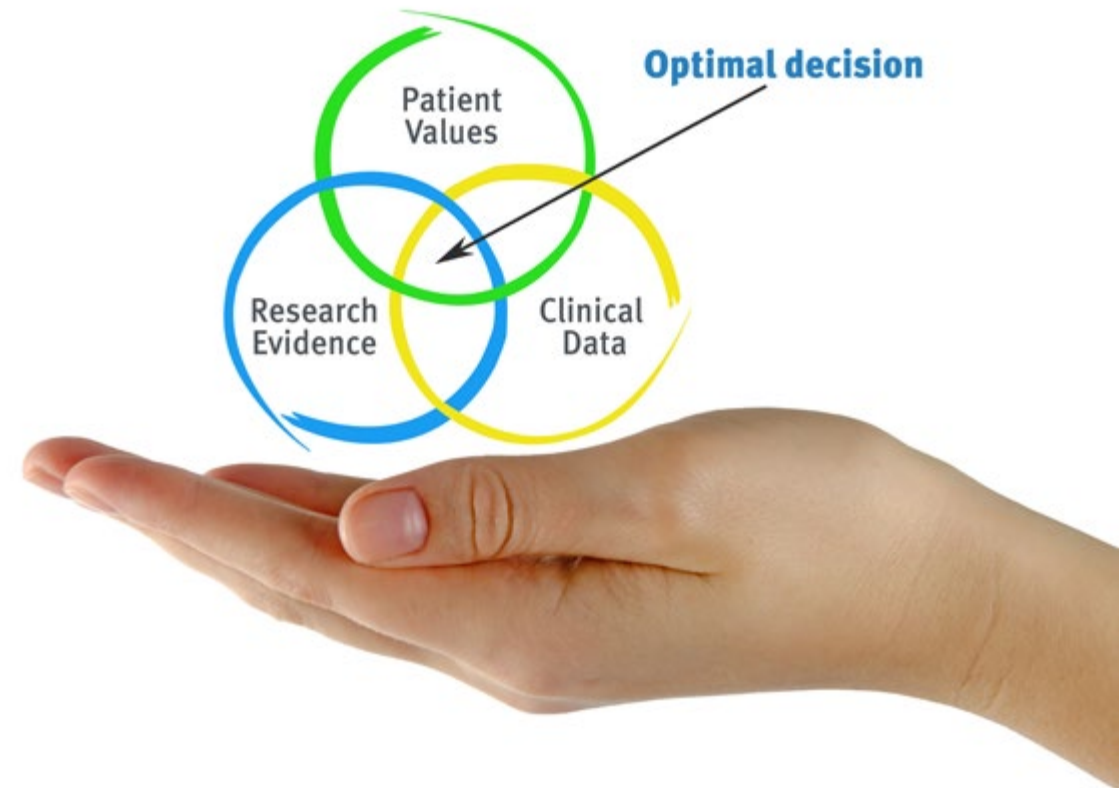 Optimal decision
Patient
Values
Research
Evidence
Clinical
Data